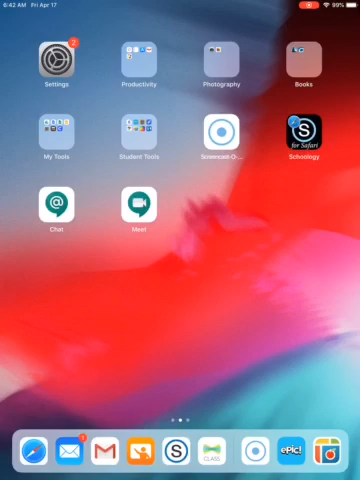 6:42 AM Fri Apr 17 99%
2
Settings Productivity Photography Books
S
for Safari
My Tools Student Tools Screencast-O-... Schoology
@
Chat Meet
1
M S CLASS epic!